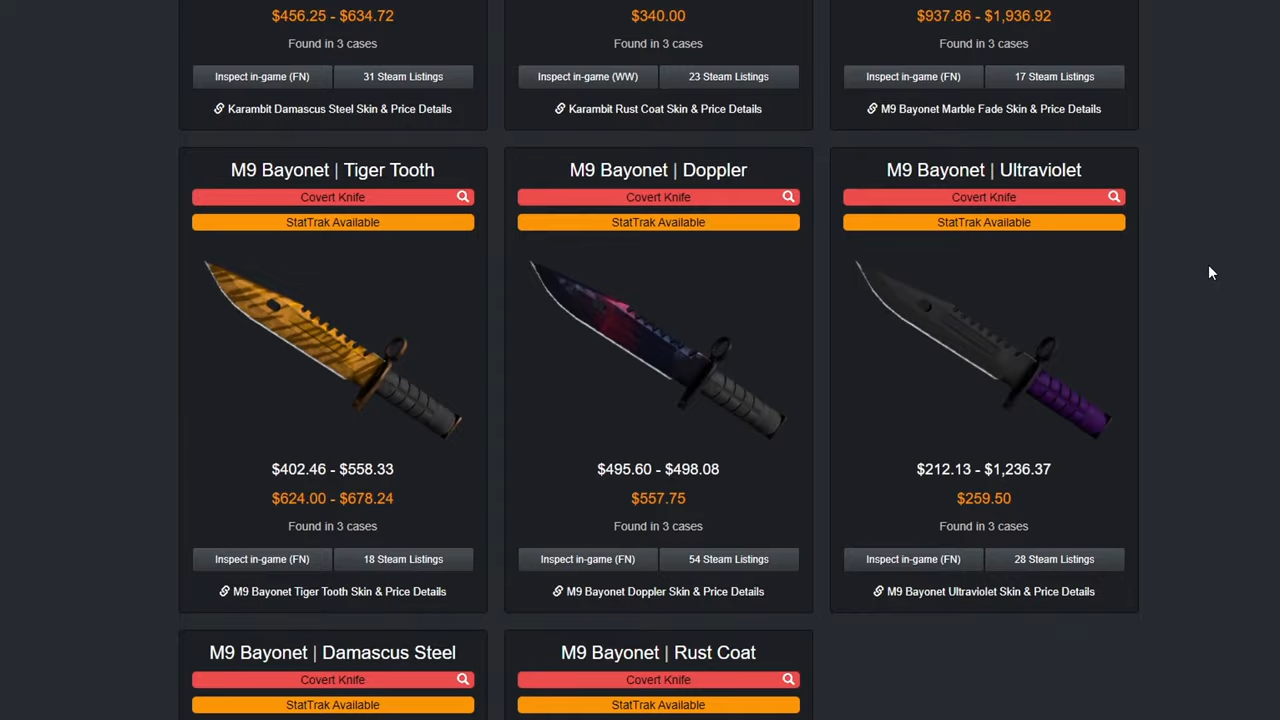 $456.25 - $634.72
Found in 3 cases
Inspect in-game (FN) 31 Steam Listings
Karambit Damascus Steel Skin & Price Details
$340.00
Found in 3 cases
Inspect in-game (WW) 23 Steam Listings
Karambit Rust Coat Skin & Price Details
$937.86 - $1,936.92
Found in 3 cases
Inspect in-game (FN) 17 Steam Listings
M9 Bayonet Marble Fade Skin & Price Details
M9 Bayonet | Tiger Tooth
Covert Knife
StatTrak Available
$402.46 - $558.33
$624.00 - $678.24
Found in 3 cases
Inspect in-game (FN) 18 Steam Listings
M9 Bayonet Tiger Tooth Skin & Price Details
M9 Bayonet | Doppler
Covert Knife
StatTrak Available
$495.60 - $498.08
$557.75
Found in 3 cases
Inspect in-game (FN) 54 Steam Listings
M9 Bayonet Doppler Skin & Price Details
M9 Bayonet | Ultraviolet
Covert Knife
StatTrak Available
$212.13 - $1,236.37
$259.50
Found in 3 cases
Inspect in-game (FN) 28 Steam Listings
M9 Bayonet Ultraviolet Skin & Price Details
M9 Bayonet | Damascus Steel
Covert Knife
StatTrak Available
M9 Bayonet | Rust Coat
Covert Knife
StatTrak Available